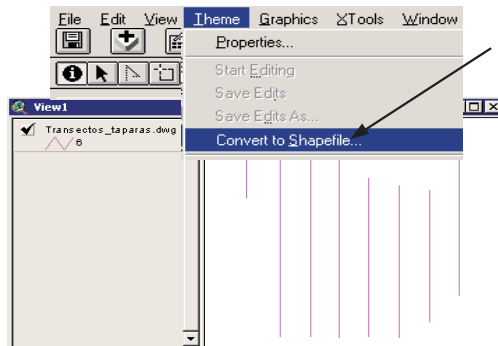 File Edit View Theme Graphics XTools Window
Properties...
Start Editing
Save Edits
Save Edits As...
Convert to Shapefile...
View1
Transectos_taparas.dwg
6